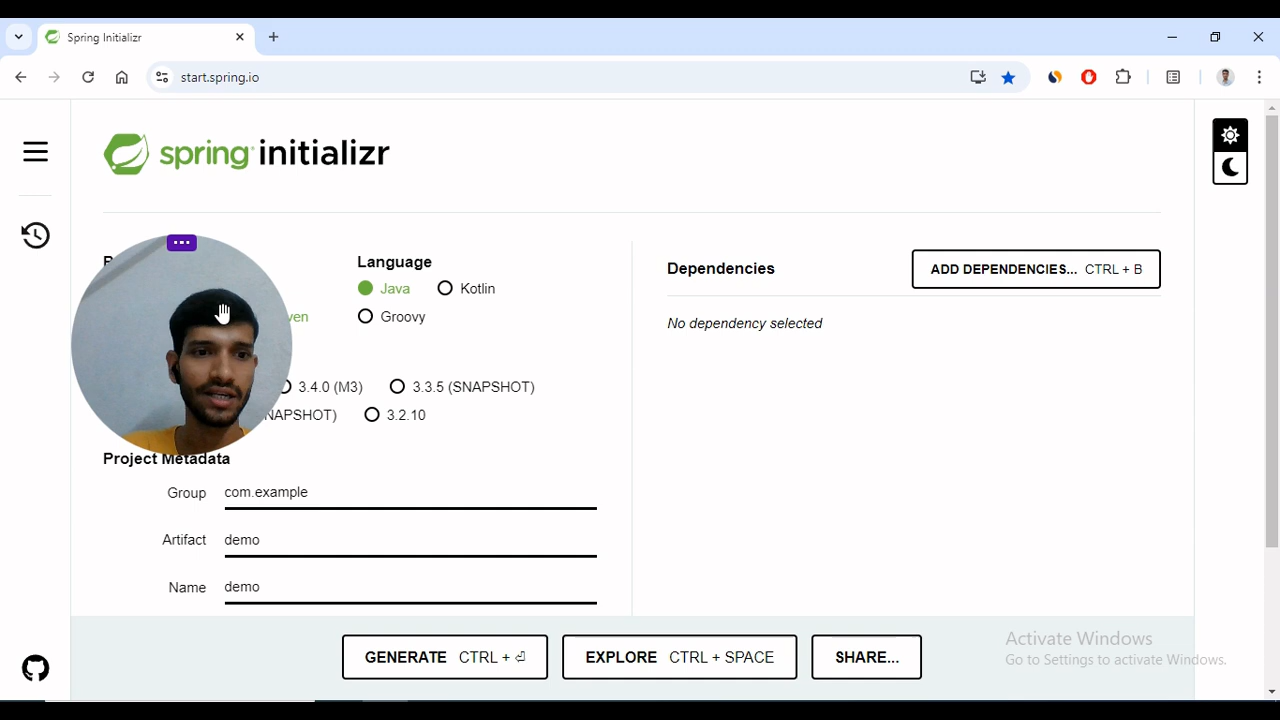 Spring Initializr
start.spring.io
spring initializr
Language
Java
Kotlin
ven
Groovy
3.4.0 (M3)
3.3.5 (SNAPSHOT)
NAPSHOT)
3.2.10
Project Metadata
Group
com.example
Artifact
demo
Name
demo
Dependencies
ADD DEPENDENCIES... CTRL + B
No dependency selected
GENERATE CTRL + ⏎
EXPLORE CTRL + SPACE
SHARE...
Activate Windows
Go to Settings to activate Windows.